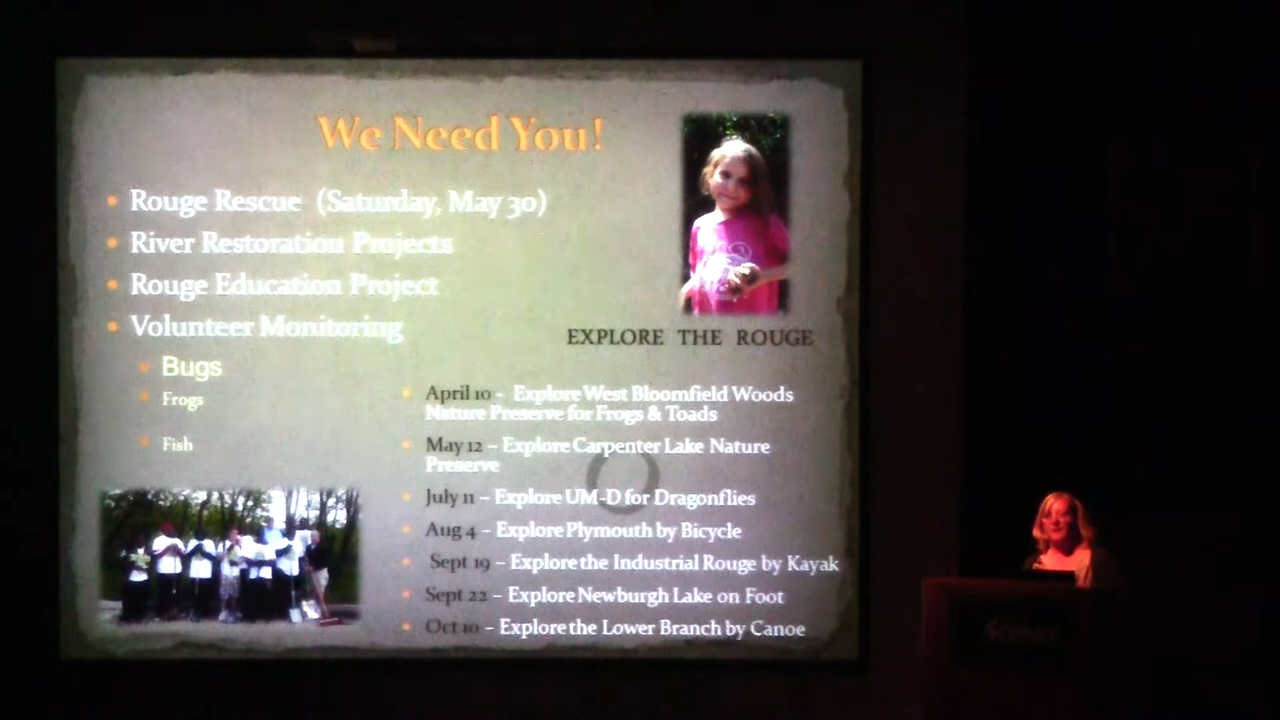 We Need You!
Rouge Rescue (Saturday, May 30)
River Restoration Projects
Rouge Education Project
Volunteer Monitoring
Bugs
Frogs
Fish
EXPLORE THE ROUGE
April 10 - Explore West Bloomfield Woods
Nature Preserve for Frogs & Toads
May 12 – Explore Carpenter Lake Nature
Preserve
July 11 – Explore UM-D for Dragonflies
Aug 4 – Explore Plymouth by Bicycle
Sept 19 – Explore the Industrial Rouge by Kayak
Sept 22 – Explore Newburgh Lake on Foot
Oct 10 – Explore the Lower Branch by Canoe